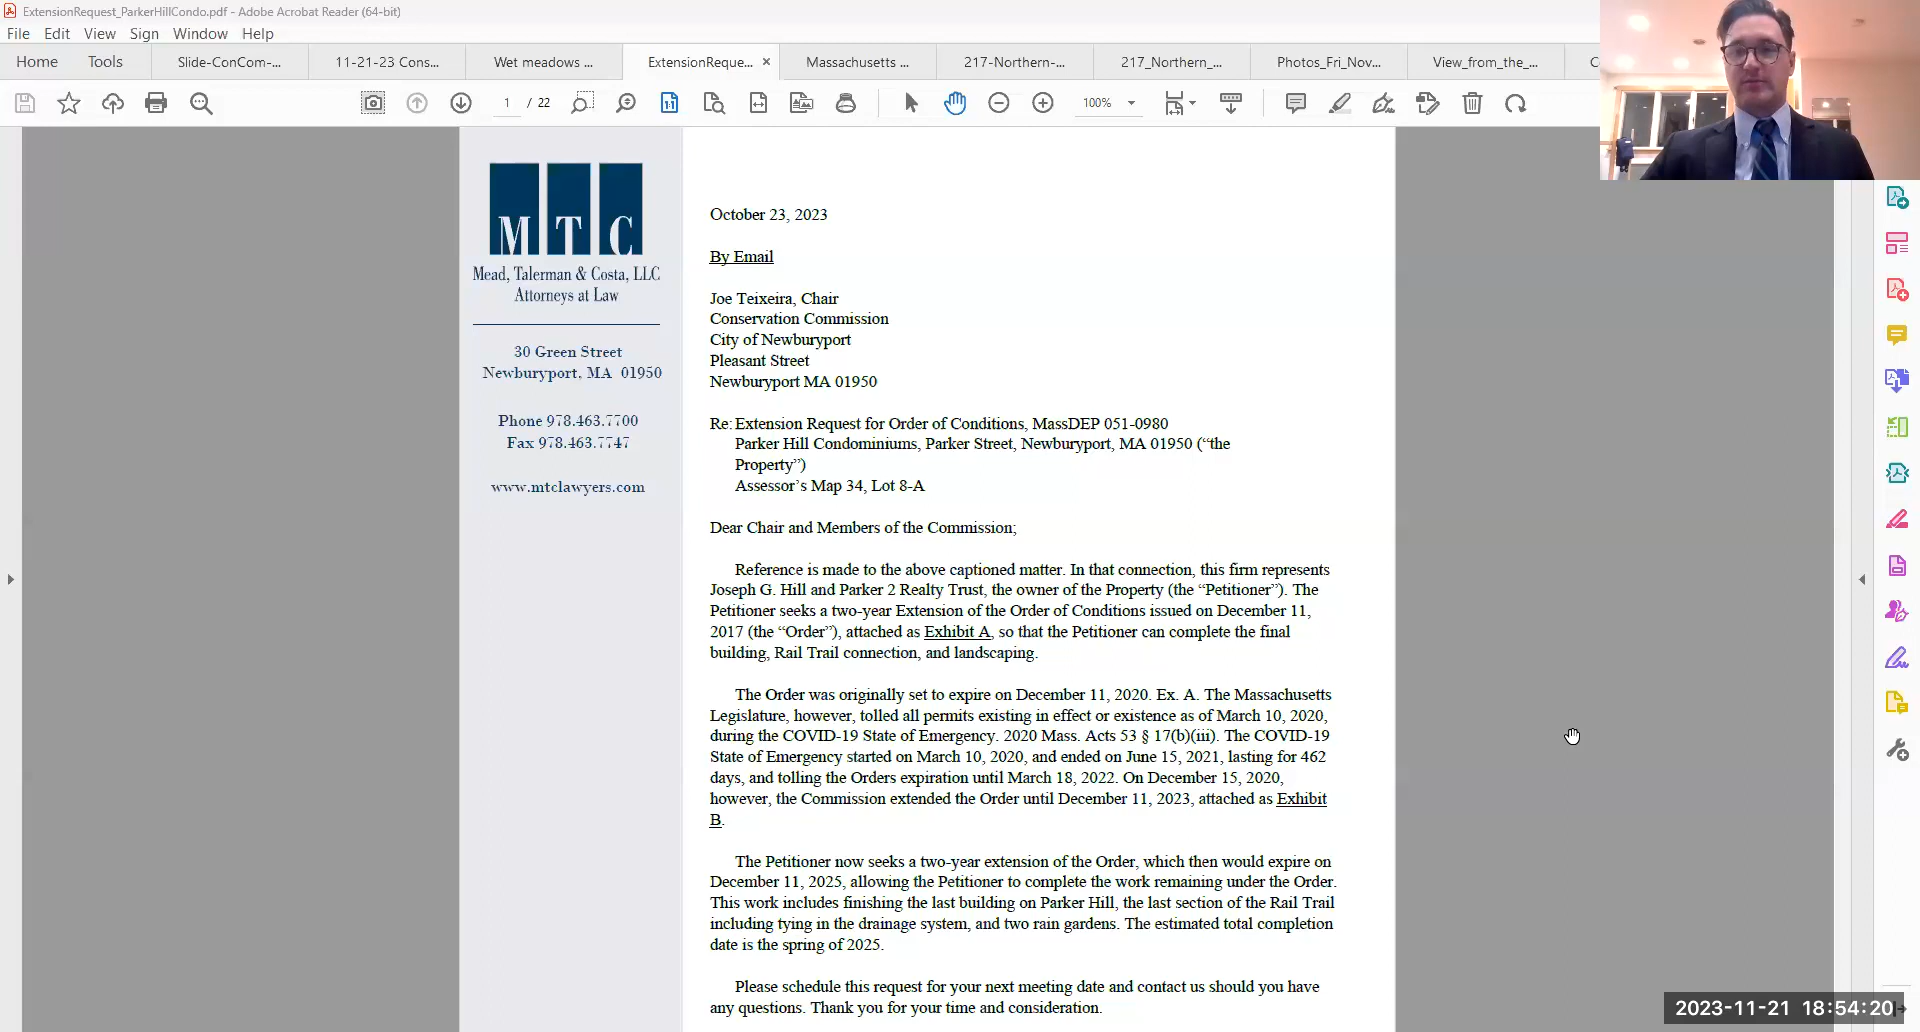 ExtensionRequest_ParkerHillCondo.pdf - Adobe Acrobat Reader (64-bit)
File Edit View Sign Window Help
Home Tools Slide-ConCom-... 11-21-23 Cons... Wet meadows ... ExtensionReque... × Massachusetts ... 217-Northern-... 217_Northern_... Photos_Fri_Nov... View_from_the_...
1 / 22 100%
MTC
Mead, Talerman & Costa, LLC
Attorneys at Law
30 Green Street
Newburyport, MA 01950
Phone 978.463.7700
Fax 978.463.7747
www.mtclawyers.com
October 23, 2023
By Email
Joe Teixeira, Chair
Conservation Commission
City of Newburyport
Pleasant Street
Newburyport MA 01950
Re: Extension Request for Order of Conditions, MassDEP 051-0980
Parker Hill Condominiums, Parker Street, Newburyport, MA 01950 (“the
Property”)
Assessor’s Map 34, Lot 8-A
Dear Chair and Members of the Commission;
Reference is made to the above captioned matter. In that connection, this firm represents
Joseph G. Hill and Parker 2 Realty Trust, the owner of the Property (the “Petitioner”). The
Petitioner seeks a two-year Extension of the Order of Conditions issued on December 11,
2017 (the “Order”), attached as Exhibit A, so that the Petitioner can complete the final
building, Rail Trail connection, and landscaping.
The Order was originally set to expire on December 11, 2020. Ex. A. The Massachusetts
Legislature, however, tolled all permits existing in effect or existence as of March 10, 2020,
during the COVID-19 State of Emergency. 2020 Mass. Acts 53 § 17(b)(iii). The COVID-19
State of Emergency started on March 10, 2020, and ended on June 15, 2021, lasting for 462
days, and tolling the Orders expiration until March 18, 2022. On December 15, 2020,
however, the Commission extended the Order until December 11, 2023, attached as Exhibit
B.
The Petitioner now seeks a two-year extension of the Order, which then would expire on
December 11, 2025, allowing the Petitioner to complete the work remaining under the Order.
This work includes finishing the last building on Parker Hill, the last section of the Rail Trail
including tying in the drainage system, and two rain gardens. The estimated total completion
date is the spring of 2025.
Please schedule this request for your next meeting date and contact us should you have
any questions. Thank you for your time and consideration.
2023-11-21 18:54:20